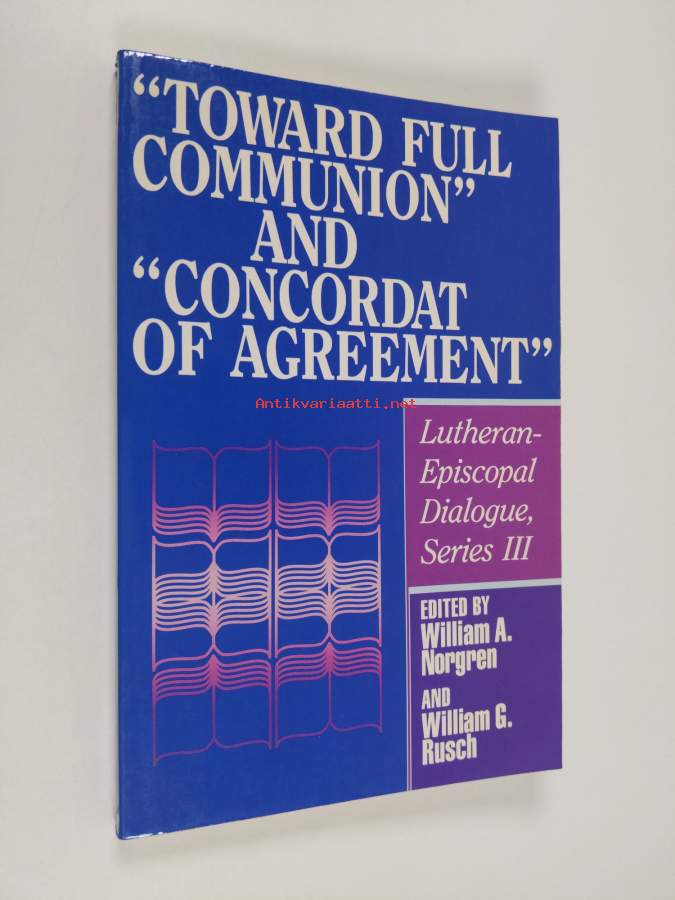 “TOWARD FULL
COMMUNION”
AND
“CONCORDAT
OF AGREEMENT”
Antikvariaatti.net
Lutheran-
Episcopal
Dialogue,
Series III
EDITED BY
William A.
Norgren
AND
William G.
Rusch